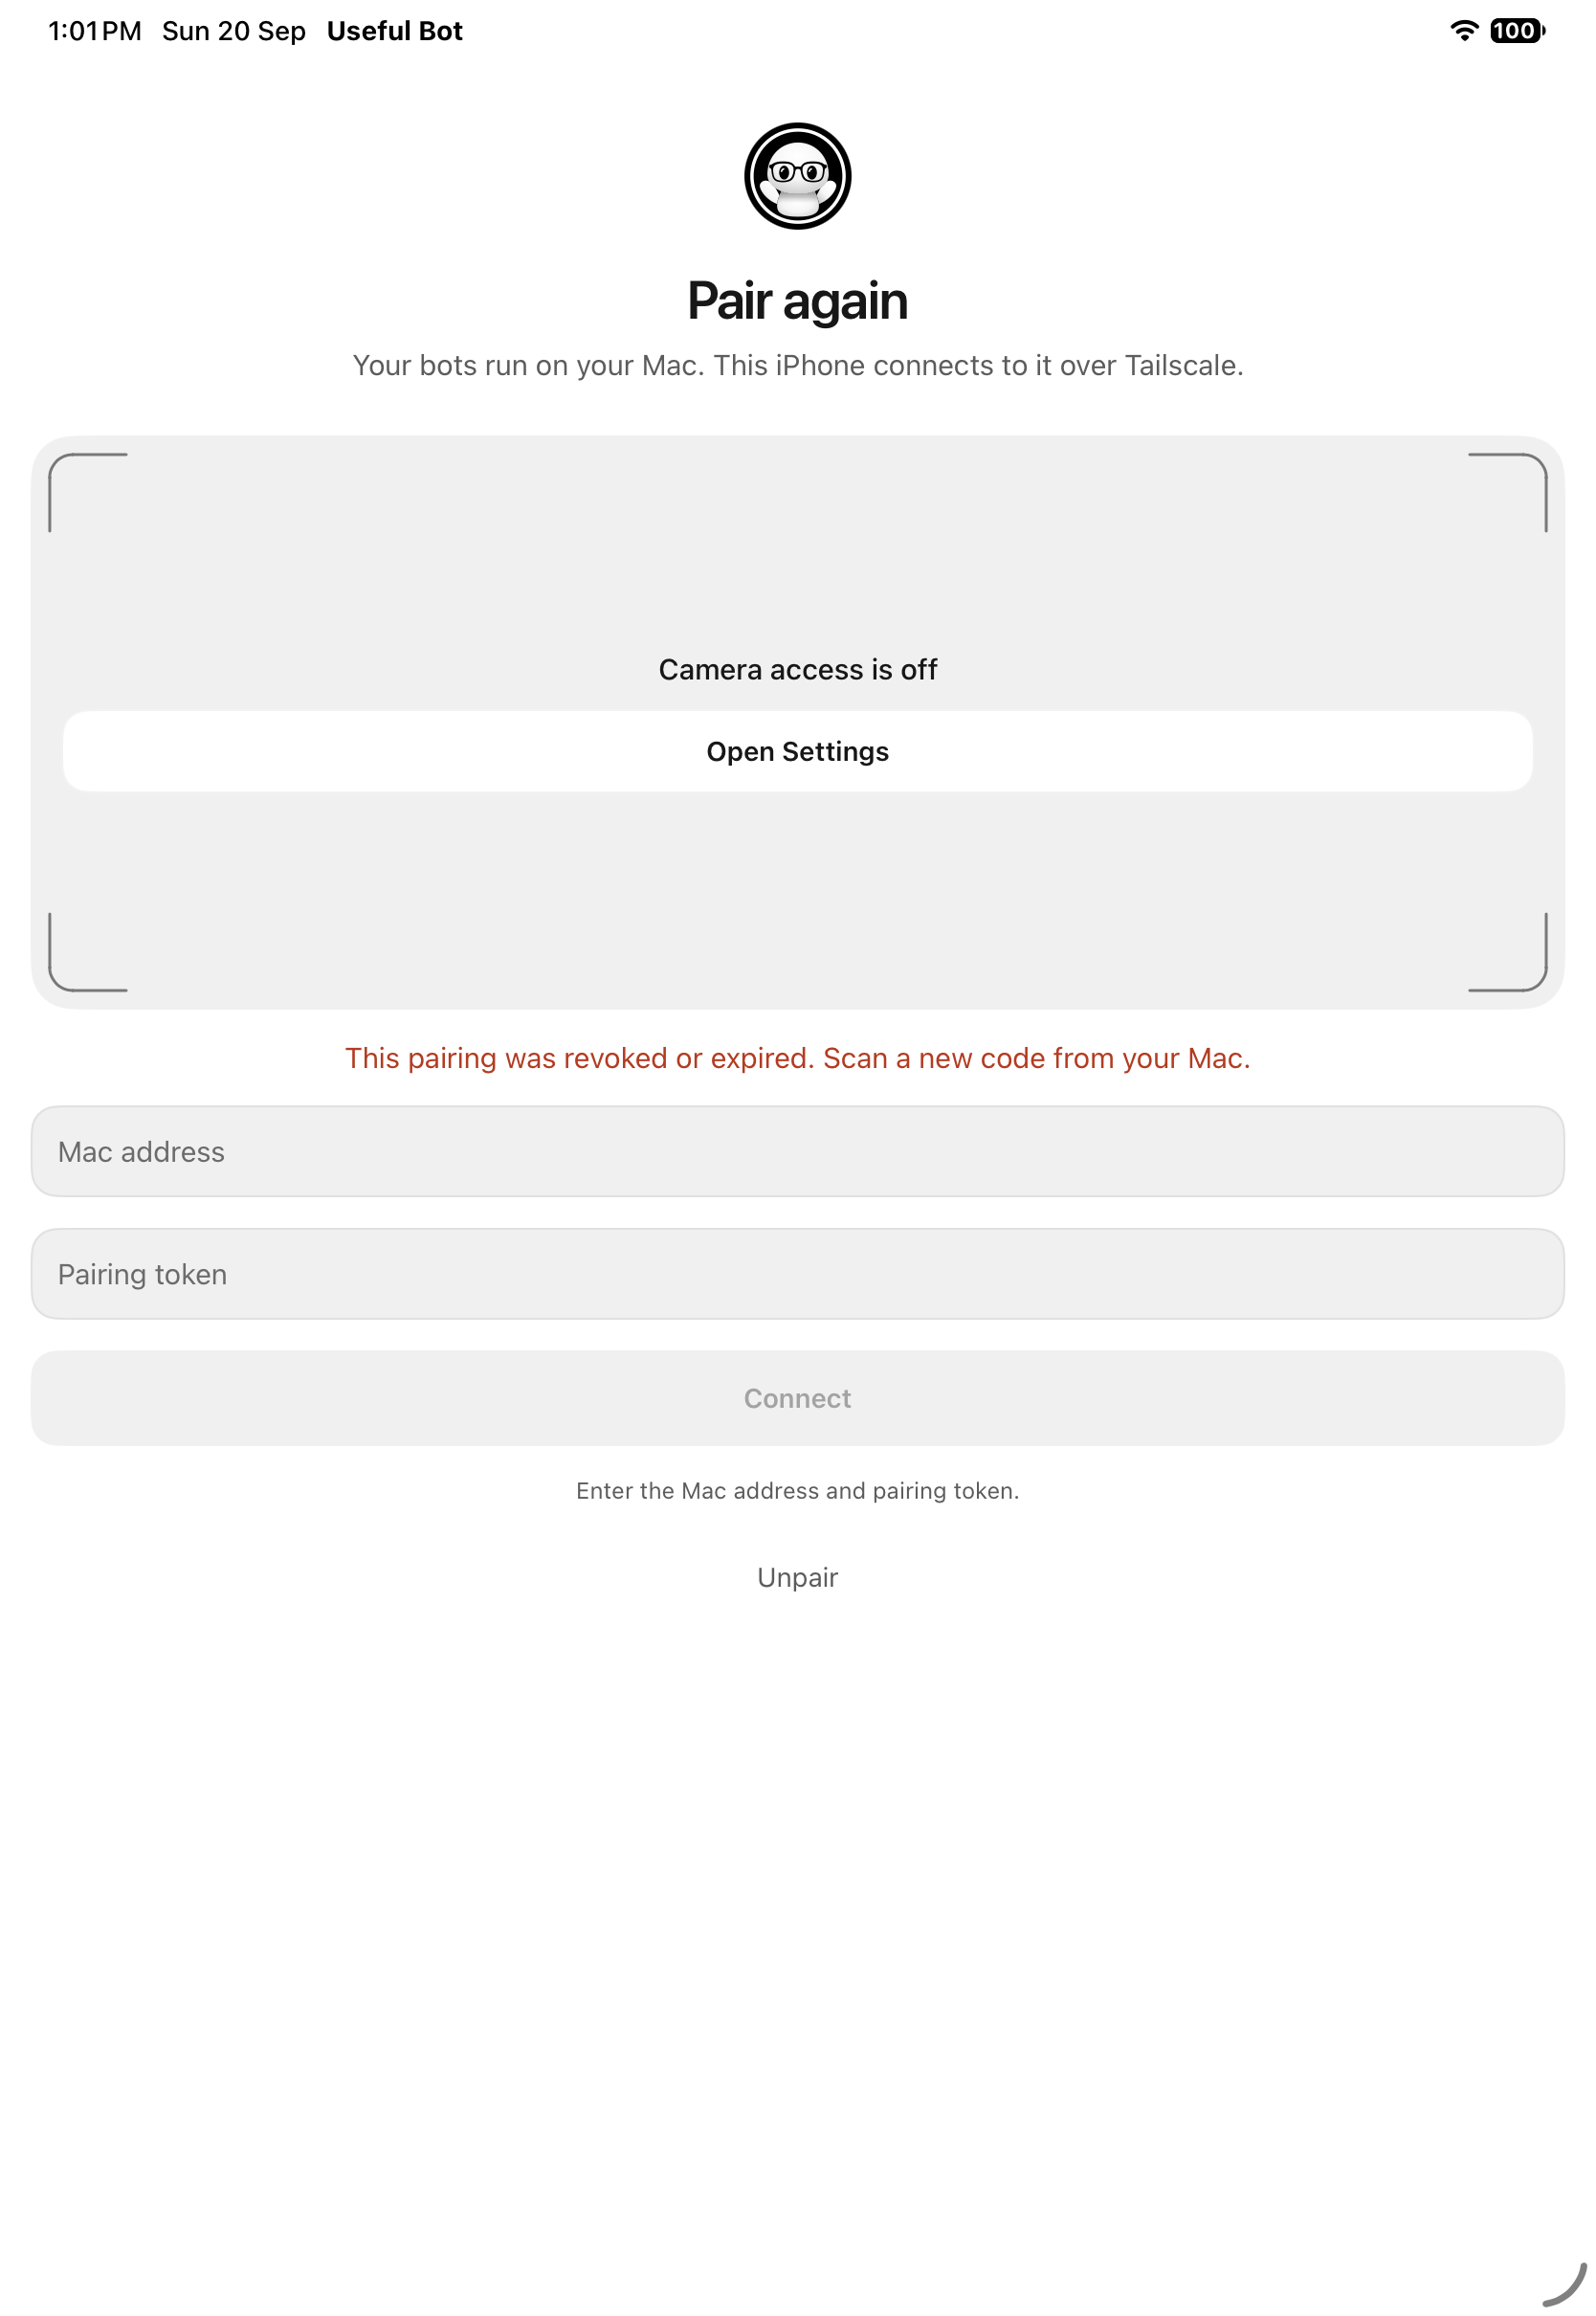 1:01 PM Sun 20 Sep Useful Bot 100
Pair again
Your bots run on your Mac. This iPhone connects to it over Tailscale.
Camera access is off
Open Settings
This pairing was revoked or expired. Scan a new code from your Mac.
Mac address
Pairing token
Connect
Enter the Mac address and pairing token.
Unpair